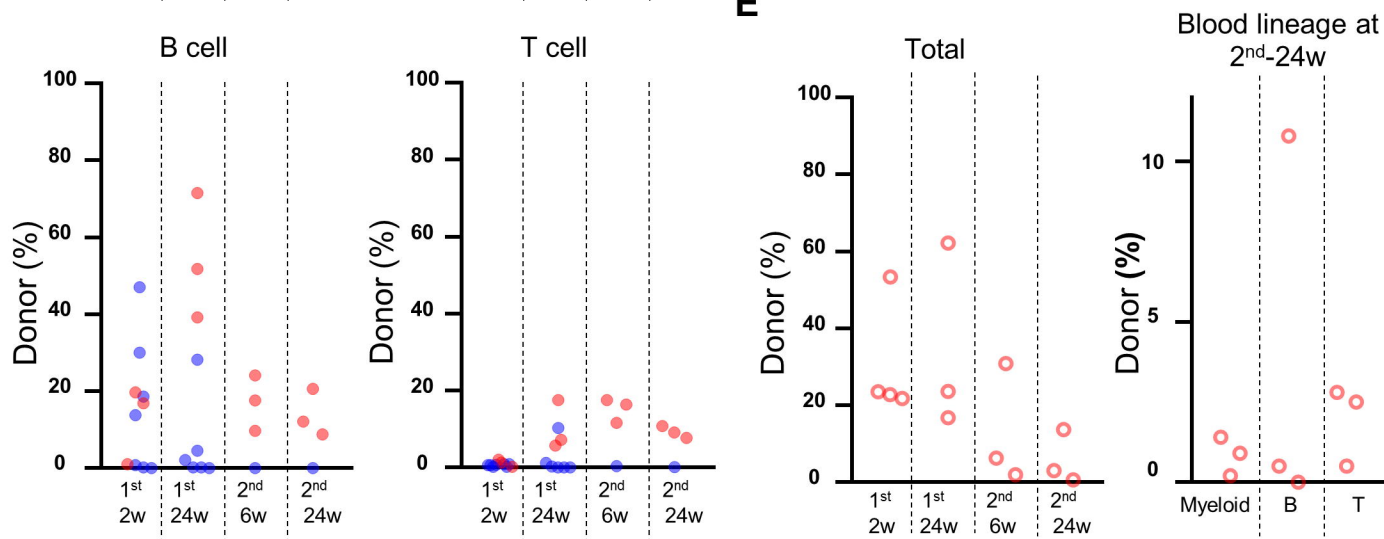 E
B cell
Donor (%)
100
80
60
40
20
0
1st 1st 2nd 2nd
2w 24w 6w 24w
T cell
Donor (%)
100
80
60
40
20
0
1st 1st 2nd 2nd
2w 24w 6w 24w
Total
Donor (%)
100
80
60
40
20
0
1st 1st 2nd 2nd
2w 24w 6w 24w
Blood lineage at
2nd-24w
Donor (%)
10
5
0
Myeloid B T